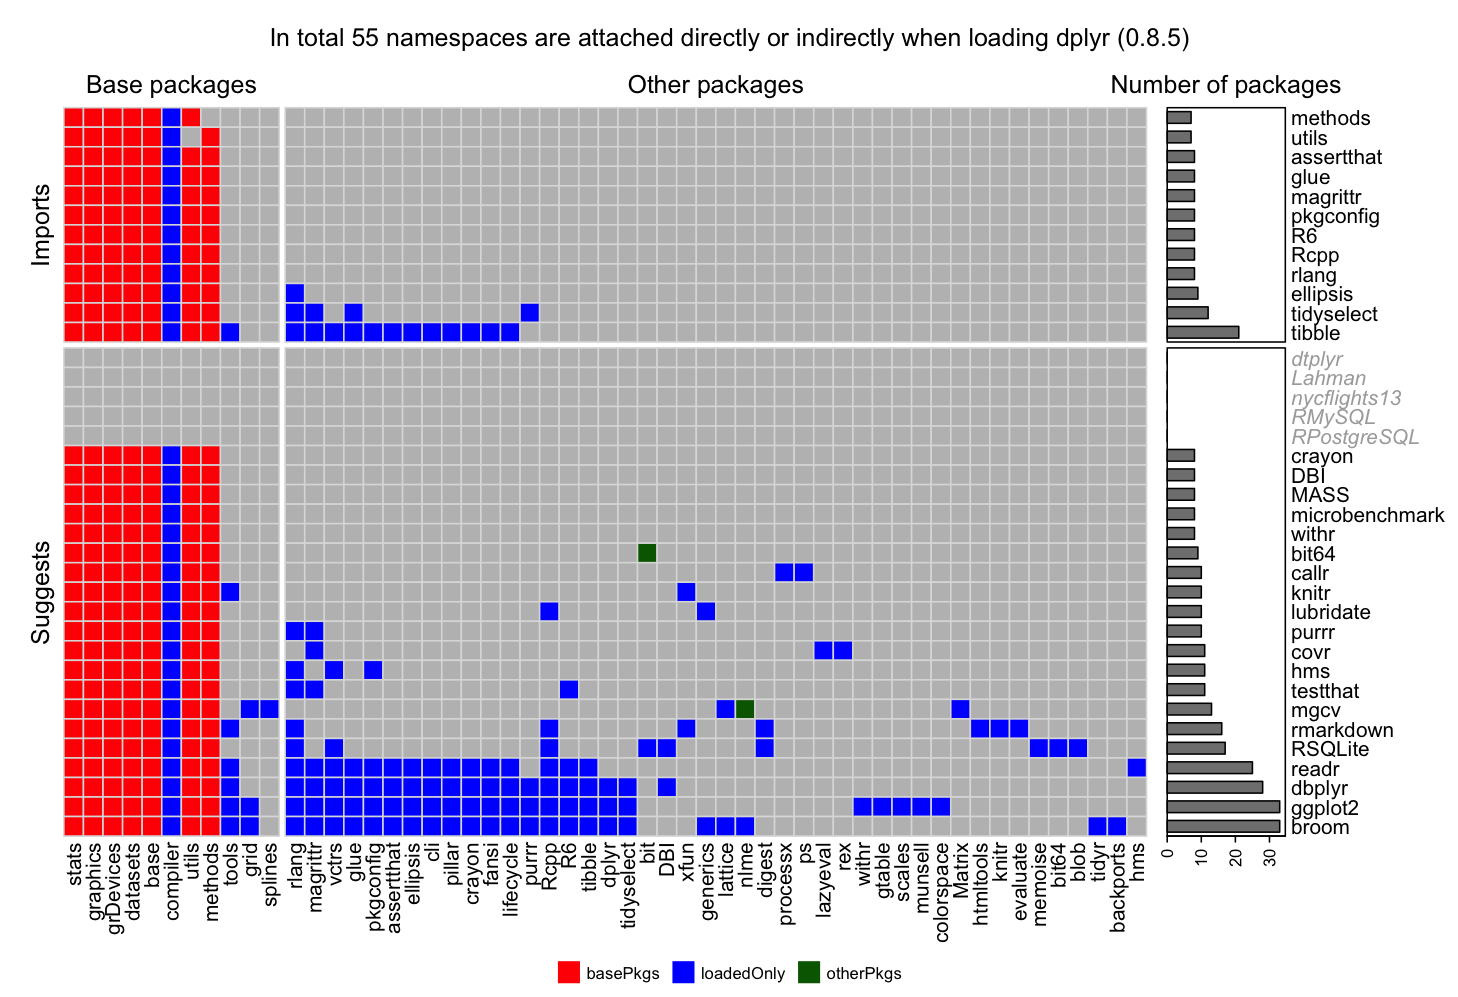 In total 55 namespaces are attached directly or indirectly when loading dplyr (0.8.5)
Base packages
Other packages
Number of packages
Imports
methods
utils
assertthat
glue
magrittr
pkgconfig
R6
Rcpp
rlang
ellipsis
tidyselect
tibble
Suggests
dtplyr
Lahman
nycflights13
RMySQL
RPostgreSQL
crayon
DBI
MASS
microbenchmark
withr
bit64
callr
knitr
lubridate
purrr
covr
hms
testthat
mgcv
rmarkdown
RSQLite
readr
dbplyr
ggplot2
broom
stats
graphics
grDevices
datasets
base
compiler
utils
methods
tools
grid
splines
rlang
magrittr
vctrs
glue
pkgconfig
assertthat
ellipsis
cli
pillar
crayon
fansi
lifecycle
purrr
Rcpp
R6
tibble
dplyr
tidyselect
bit
DBI
xfun
generics
lattice
nlme
digest
processx
ps
lazyeval
rex
withr
gtable
scales
munsell
colorspace
Matrix
htmltools
knitr
evaluate
memoise
bit64
blob
tidyr
backports
hms
0
10
20
30
basePkgs
loadedOnly
otherPkgs